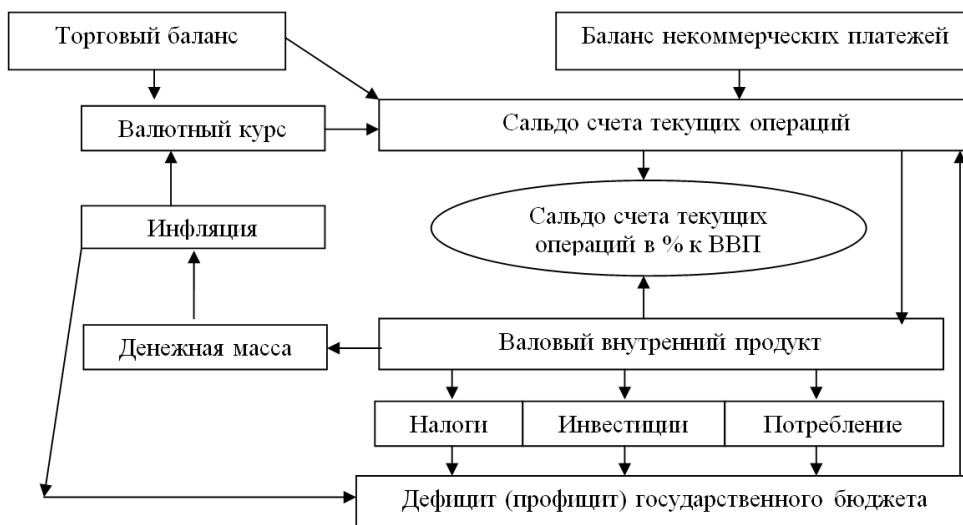 Торговый баланс
Баланс некоммерческих платежей
Валютный курс
Сальдо счета текущих операций
Инфляция
Сальдо счета текущих
операций в % к ВВП
Денежная масса
Валовый внутренний продукт
Налоги
Инвестиции
Потребление
Дефицит (профицит) государственного бюджета